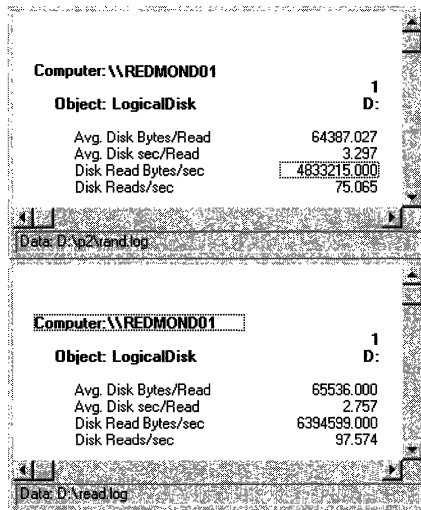 Computer: \\REDMOND01
1
Object: LogicalDisk D:
Avg. Disk Bytes/Read 64387.027
Avg. Disk sec/Read 3.297
Disk Read Bytes/sec 4833215.000
Disk Reads/sec 75.065
Data: D:\p2\rand.log
Computer: \\REDMOND01
1
Object: LogicalDisk D:
Avg. Disk Bytes/Read 65536.000
Avg. Disk sec/Read 2.757
Disk Read Bytes/sec 6394599.000
Disk Reads/sec 97.574
Data: D:\read.log